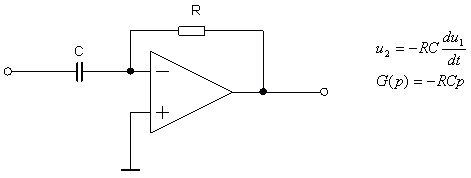 R
C
−
+
u₂ = −RC du₁/dt
G(p) = −RCp